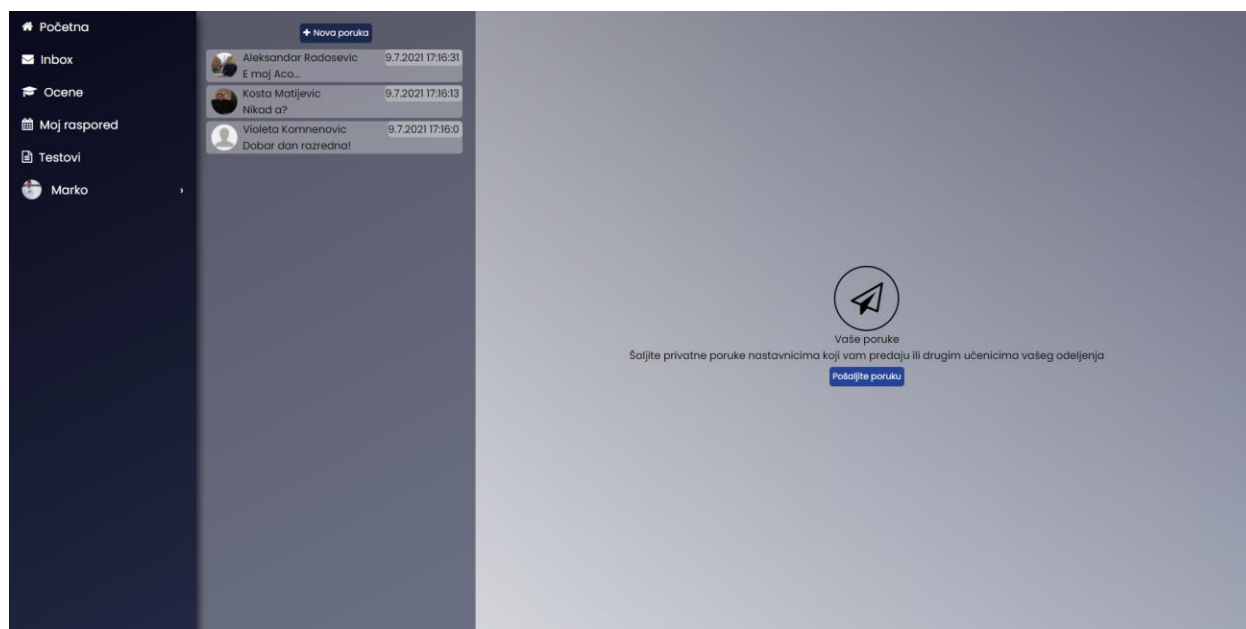 Početna
Inbox
Ocene
Moj raspored
Testovi
Marko
+ Nova poruka
Aleksandar Radosevic 9.7.2021 17:16:31
E moj Aco...
Kosta Matijevic 9.7.2021 17:16:13
Nikad a?
Violeta Komnenovic 9.7.2021 17:16:0
Dobar dan razredna!
Vaše poruke
Šaljite privatne poruke nastavnicima koji vam predaju ili drugim učenicima vašeg odeljenja
Pošaljite poruku